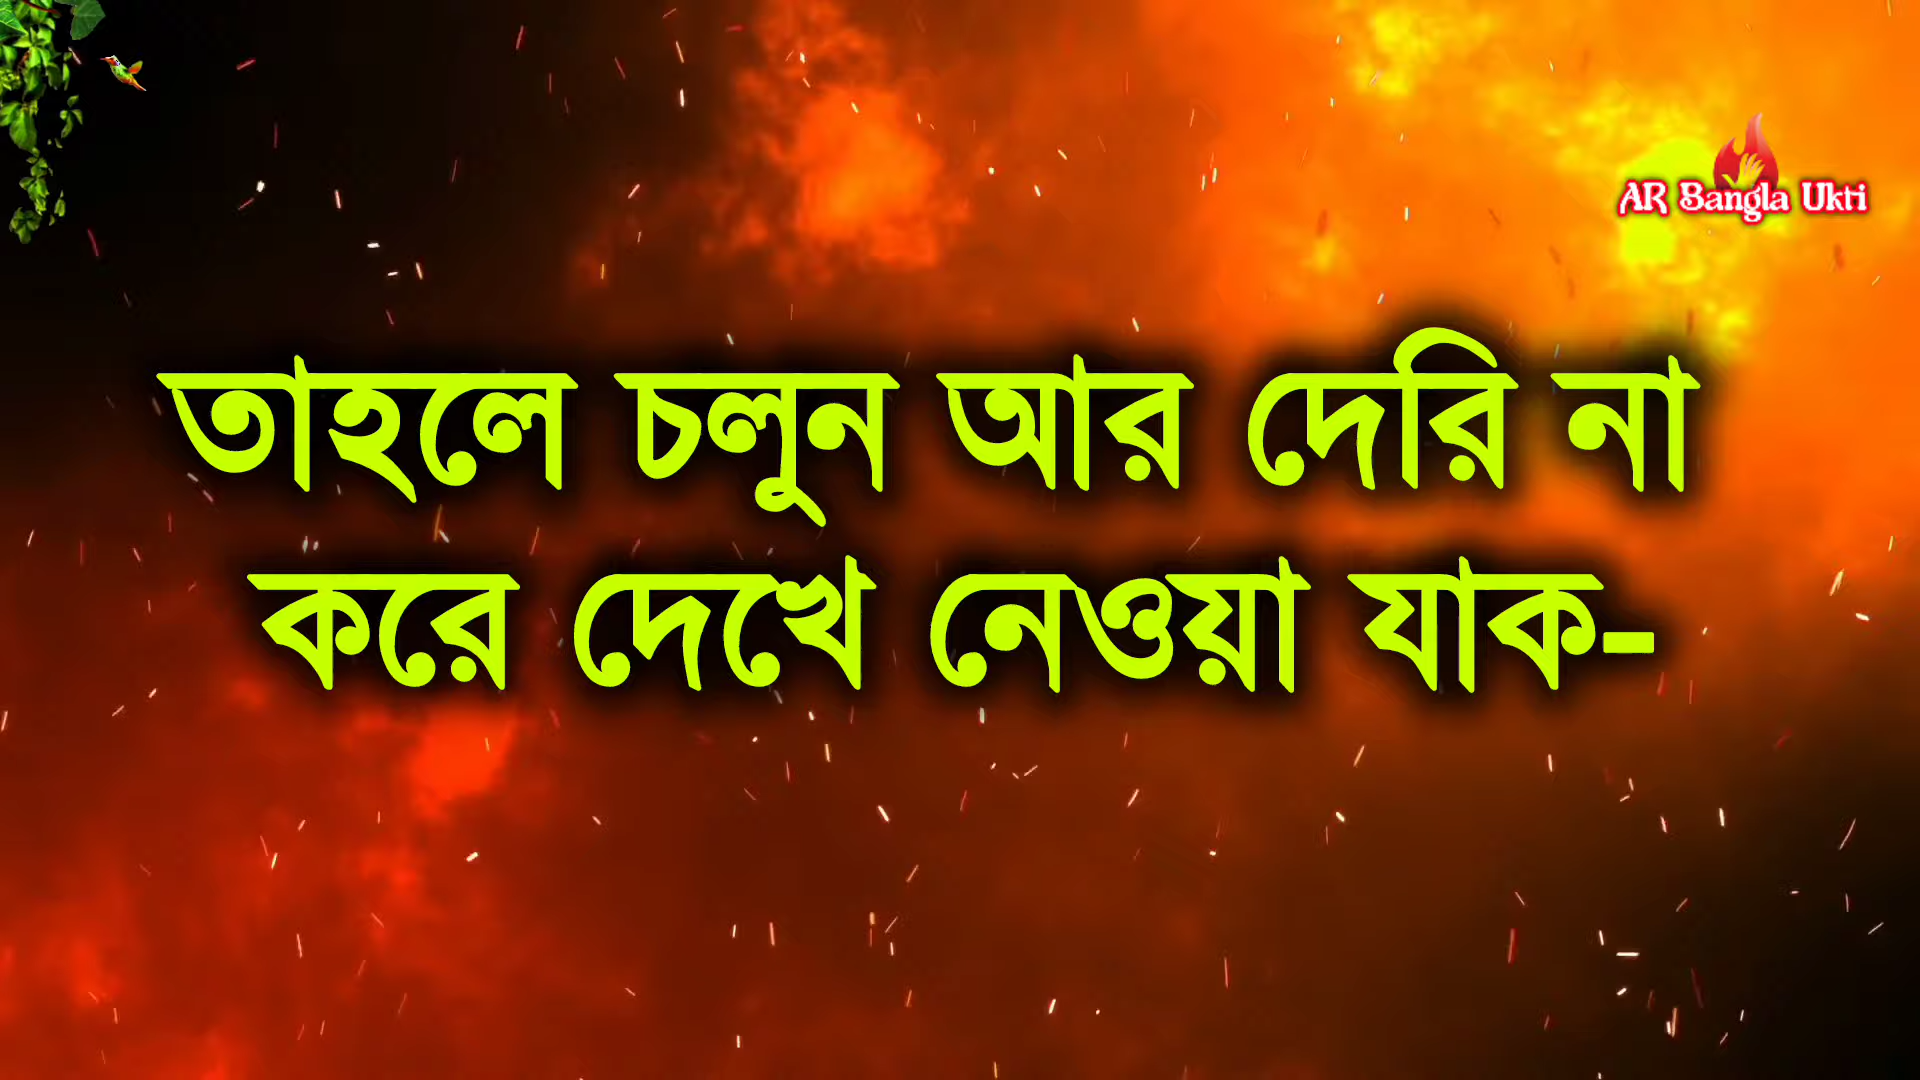 AR Bangla Ukti
তাহলে চলুন আর দেরি না
করে দেখে নেওয়া যাক-